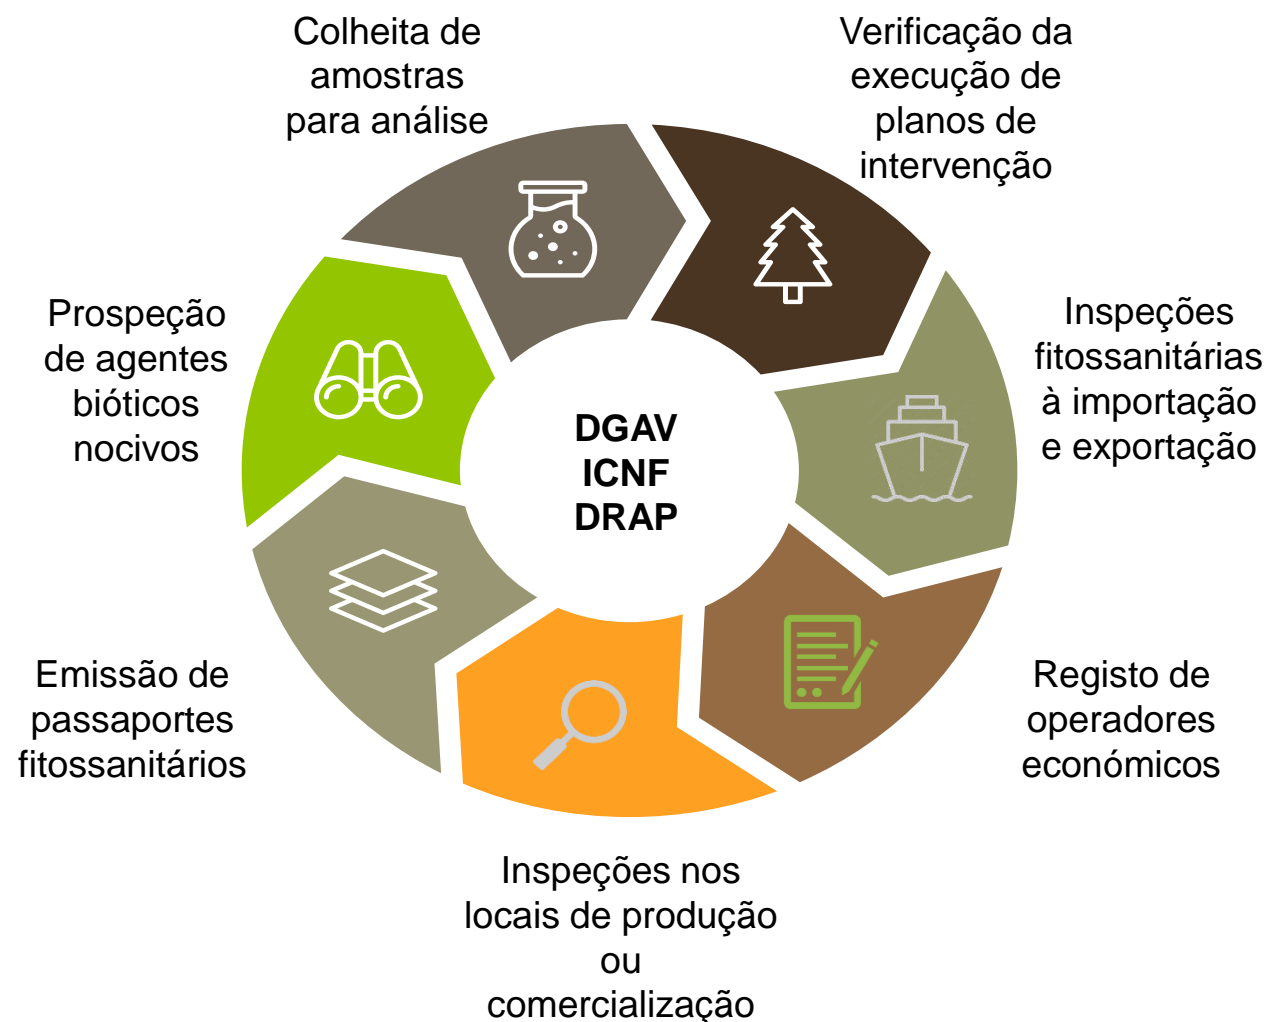 Colheita de
amostras
para análise
Verificação da
execução de
planos de
intervenção
Prospeção
de agentes
bióticos
nocivos
Inspeções
fitossanitárias
à importação
e exportação
DGAV
ICNF
DRAP
Emissão de
passaportes
fitossanitários
Registo de
operadores
económicos
Inspeções nos
locais de produção
ou
comercialização